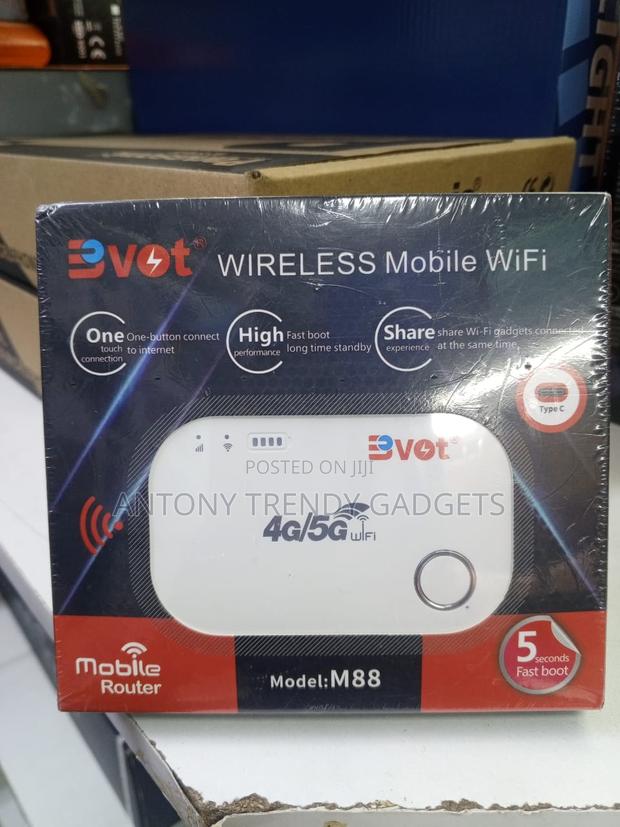 LIGHT
Bvot® WIRELESS Mobile WiFi
One touch connection One-button connect to internet
High performance Fast boot long time standby
Share experience share Wi-Fi gadgets connected at the same time.
Type C
Bvot®
POSTED ON JIJI
ANTONY TRENDY GADGETS
4G/5G WiFi
Mobile Router
Model:M88
5 seconds Fast boot